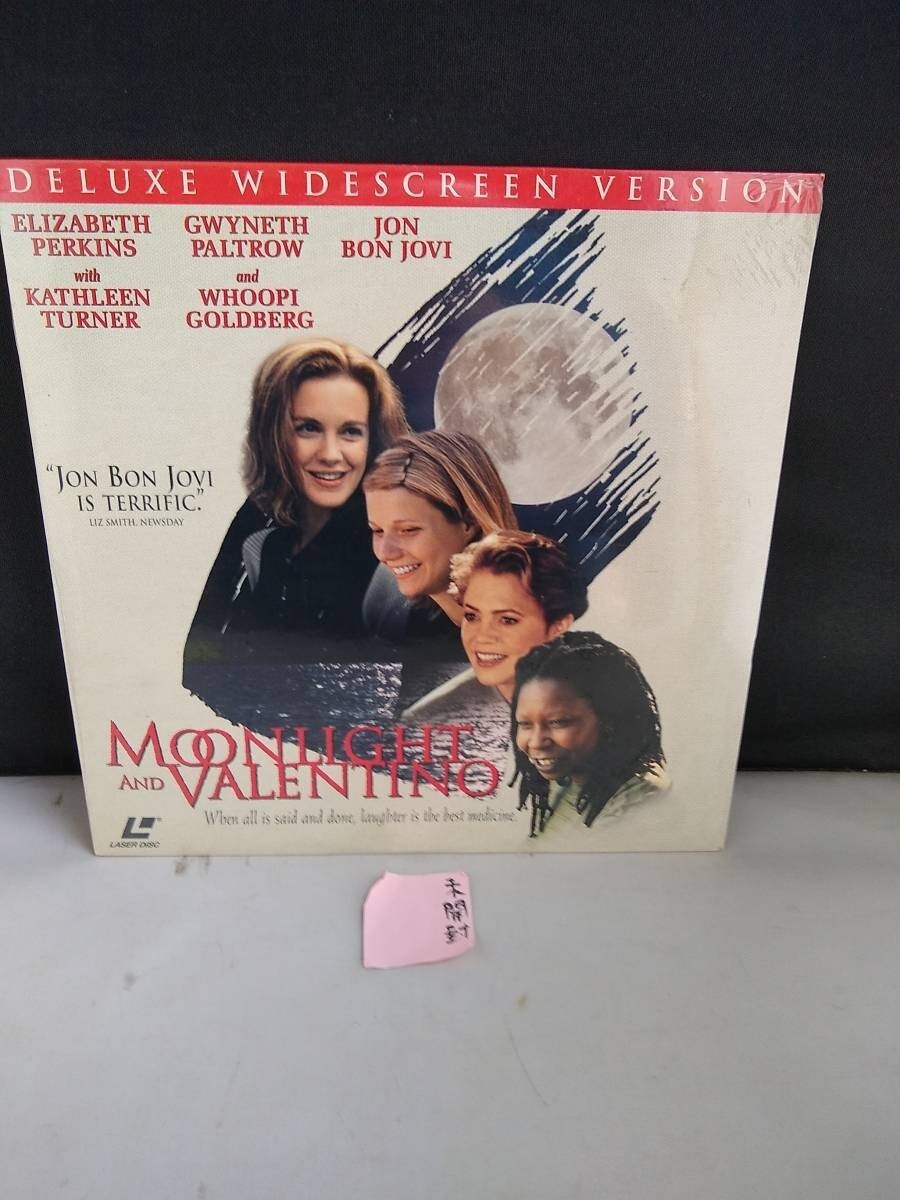 DELUXE WIDESCREEN VERSION
ELIZABETH PERKINS
GWYNETH PALTROW
JON BON JOVI
with
KATHLEEN TURNER
and
WHOOPI GOLDBERG
"JON BON JOVI
IS TERRIFIC."
LIZ SMITH, NEWSDAY
MOONLIGHT
AND VALENTINO
When all is said and done, laughter is the best medicine.
LASER DISC
未開封